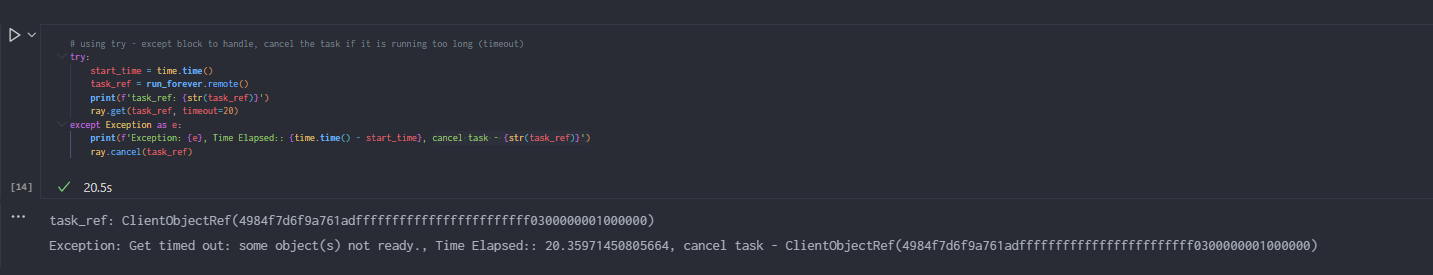 # using try - except block to handle, cancel the task if it is running too long (timeout)
try:
    start_time = time.time()
    task_ref = run_forever.remote()
    print(f'task_ref: {str(task_ref)}')
    ray.get(task_ref, timeout=20)
except Exception as e:
    print(f'Exception: {e}, Time Elapsed:: {time.time() - start_time}, cancel task - {str(task_ref)}')
    ray.cancel(task_ref)
[14] 20.5s
task_ref: ClientObjectRef(4984f7d6f9a761adffffffffffffffffffffffff0300000001000000)
Exception: Get timed out: some object(s) not ready., Time Elapsed:: 20.35971450805664, cancel task - ClientObjectRef(4984f7d6f9a761adffffffffffffffffffffffff0300000001000000)